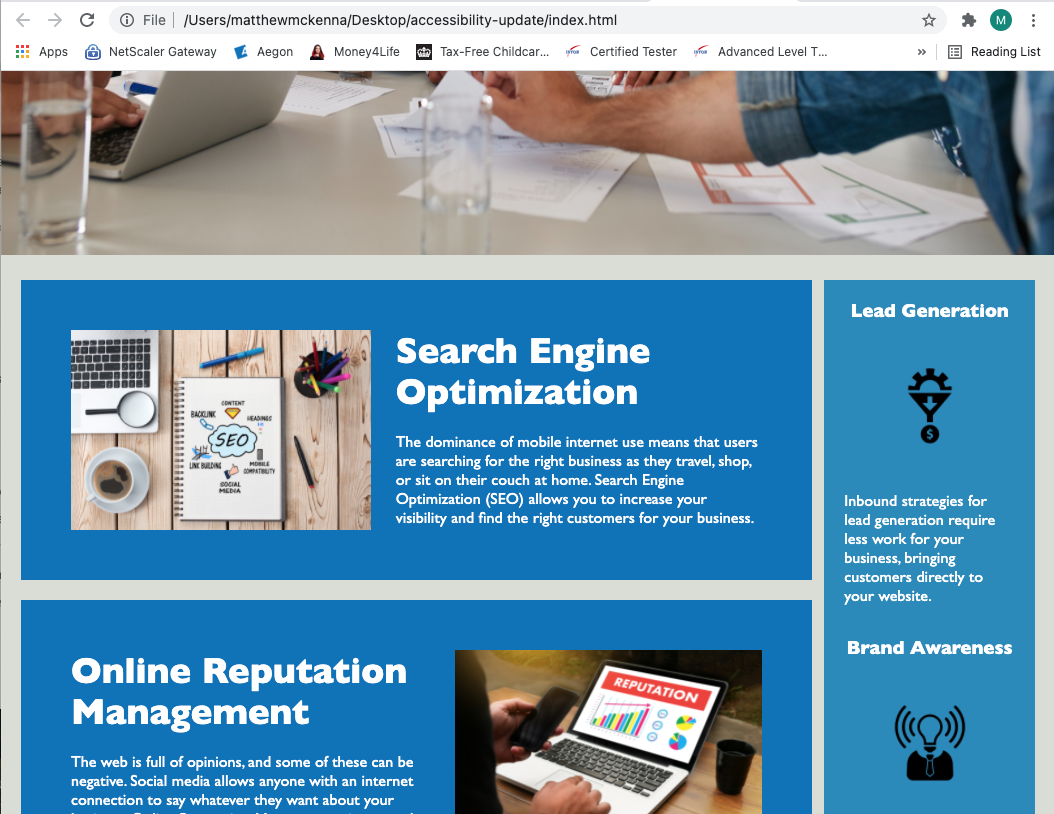 File
/Users/matthewmckenna/Desktop/accessibility-update/index.html
M
Apps
NetScaler Gateway
Aegon
Money4Life
Tax-Free Childcar...
ISTQB
Certified Tester
ISTQB
Advanced Level T...
»
Reading List
CONTENT
BACKLINK
HEADINGS
SEO
LINK BUILDING
MOBILE
COMPATIBILITY
SOCIAL
MEDIA
Search Engine
Optimization
The dominance of mobile internet use means that users
are searching for the right business as they travel, shop,
or sit on their couch at home. Search Engine
Optimization (SEO) allows you to increase your
visibility and find the right customers for your business.
Online Reputation
Management
The web is full of opinions, and some of these can be
negative. Social media allows anyone with an internet
connection to say whatever they want about your
REPUTATION
Lead Generation
$
Inbound strategies for
lead generation require
less work for your
business, bringing
customers directly to
your website.
Brand Awareness